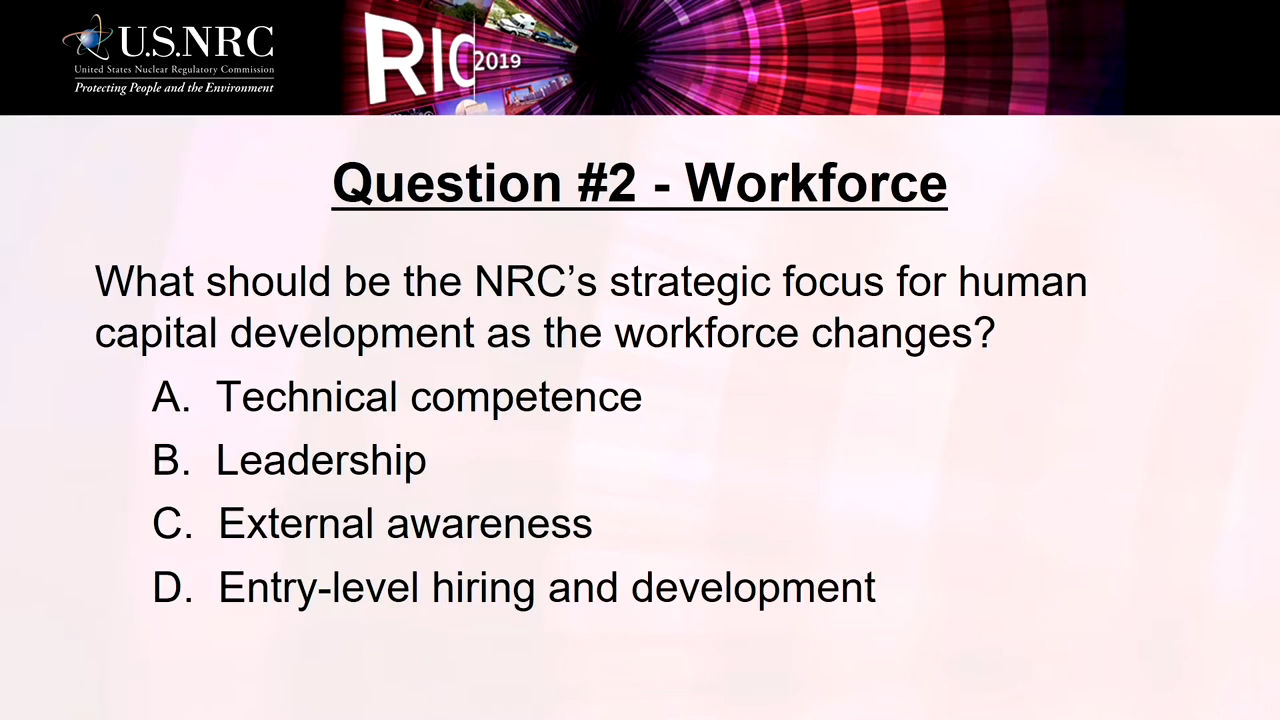 U.S.NRC
United States Nuclear Regulatory Commission
Protecting People and the Environment
RIC
2019
Question #2 - Workforce
What should be the NRC’s strategic focus for human
capital development as the workforce changes?
A. Technical competence
B. Leadership
C. External awareness
D. Entry-level hiring and development